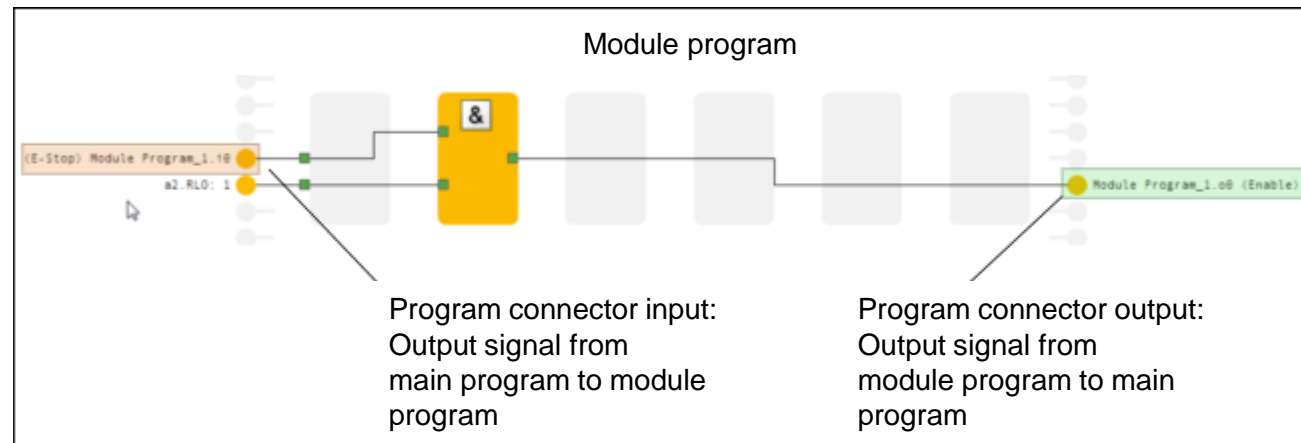 Module program
&
(E-Stop) Module Program_1.i0
a2.RLO: 1
Module Program_1.o0 (Enable)
Program connector input:
Output signal from
main program to module
program
Program connector output:
Output signal from
module program to main
program